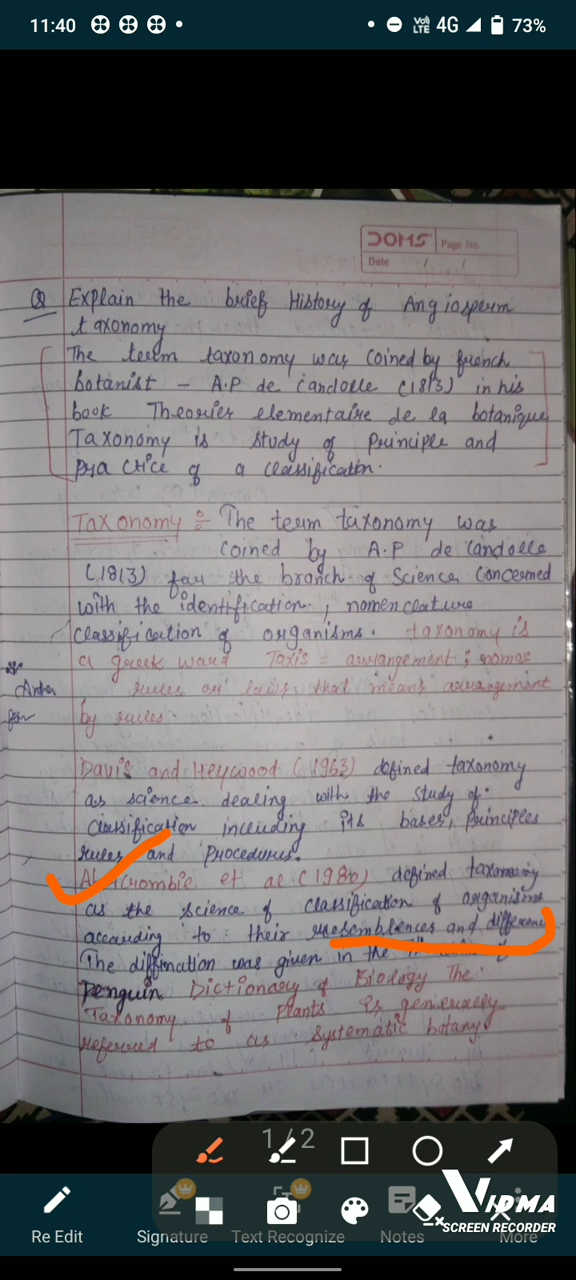 11:40
Vo)
LTE 4G 73%
DOMS Page No.
Date / /
Q Explain the brief History of Angiosperm
taxonomy
The term taxonomy was coined by french
botanist - A.P de Candolle (1813) in his
book Theories elementaire de la botanique
Taxonomy is study of principle and
practice of a classification.
Taxonomy :- The term taxonomy was
coined by A.P de Candolle
(1813) for the branch of Science concerned
with the identification, nomenclature
classification of organisms. taxonomy is
a greek word Taxis = arrangement; nomos
rules or laws, that means arrangement
by rules.
Davis and Heywood (1963) defined taxonomy
as science dealing with the study of
classification including its bases, Principles
rules and procedures.
et al defined taxonomy
as the science of classification of organisms
according to their resemblences and difference
The was given in the
Penguin Dictionary of Biology The
Taxonomy of Plants is generally
referred to as Systematic botany
1/2
Re Edit Signature Text Recognize Notes More
VIDMA
SCREEN RECORDER